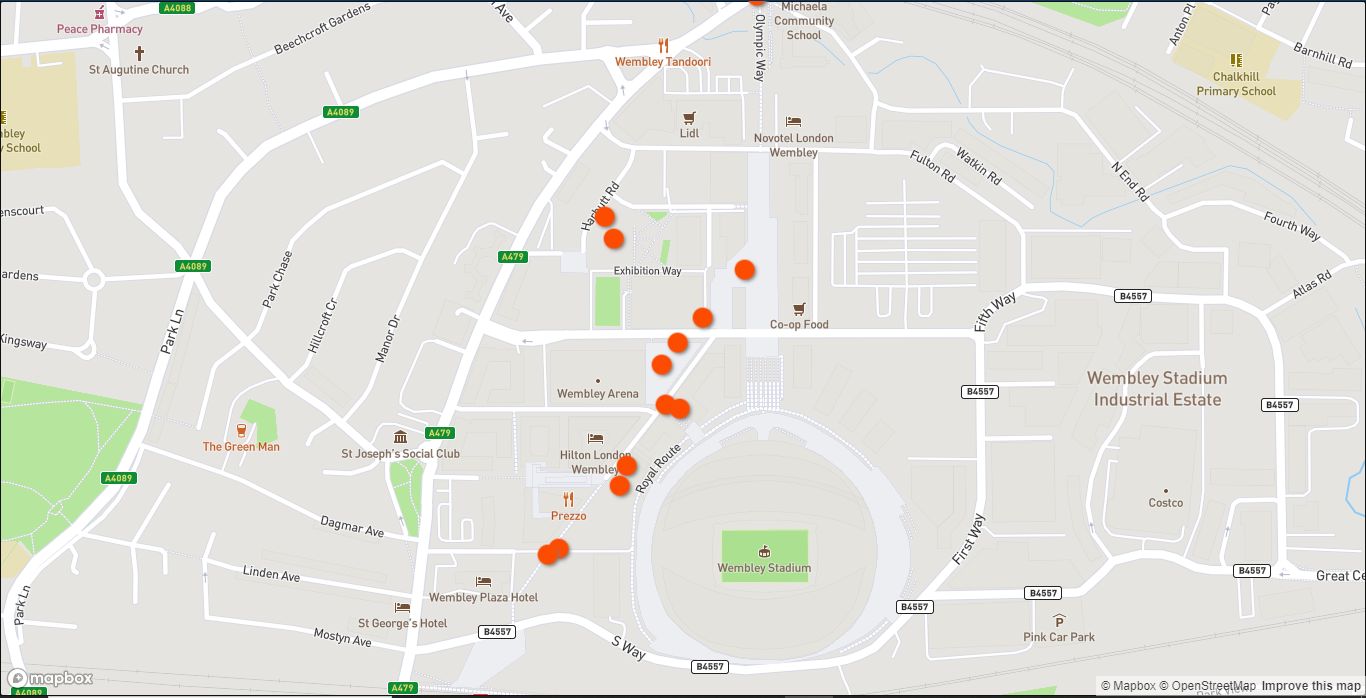 A4088
Peace Pharmacy
St Augutine Church
Beechcroft Gardens
Ave
Wembley Tandoori
Olympic Way
Michaela
Community
School
Anton Pl
Barnhill Rd
Chalkhill
Primary School
A4089
Lidl
Novotel London
Wembley
Fulton Rd
Watkin Rd
N End Rd
Fourth Way
Atlas Rd
mbley
y School
enscourt
ardens
Kingsway
A4089
Park Ln
Park Chase
Hillcroft Cr
Manor Dr
A479
Harbutt Rd
Exhibition Way
Co-op Food
Fifth Way
B4557
Wembley Arena
B4557
Wembley Stadium
Industrial Estate
B4557
The Green Man
St Joseph's Social Club
A479
Hilton London
Wembley
Royal Route
A4089
Prezzo
Costco
Dagmar Ave
First Way
Wembley Stadium
Linden Ave
Wembley Plaza Hotel
B4557
Great Ce
Park Ln
St George's Hotel
B4557
B4557
Pink Car Park
Mostyn Ave
B4557
S Way
B4557
mapbox
A4089
A479
© Mapbox © OpenStreetMap Improve this map